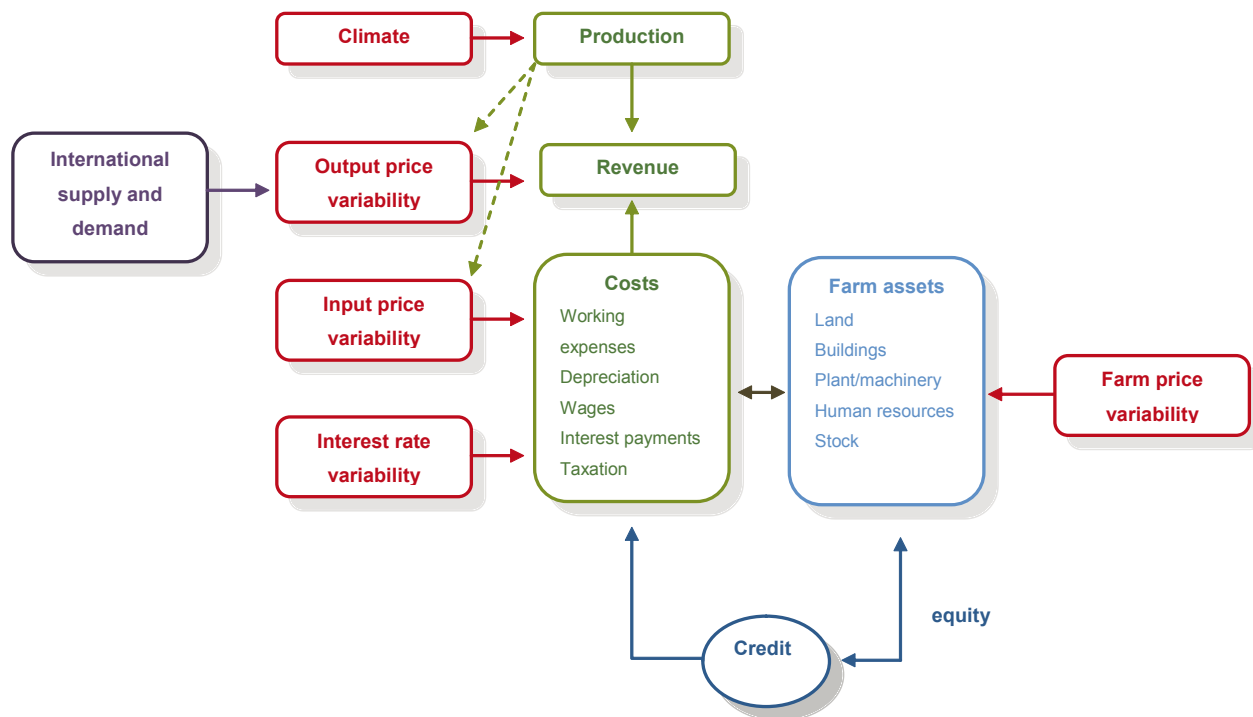 Climate
Production
International
supply and
demand
Output price
variability
Revenue
Input price
variability
Costs
Working
expenses
Depreciation
Wages
Interest payments
Taxation
Farm assets
Land
Buildings
Plant/machinery
Human resources
Stock
Farm price
variability
Interest rate
variability
equity
Credit